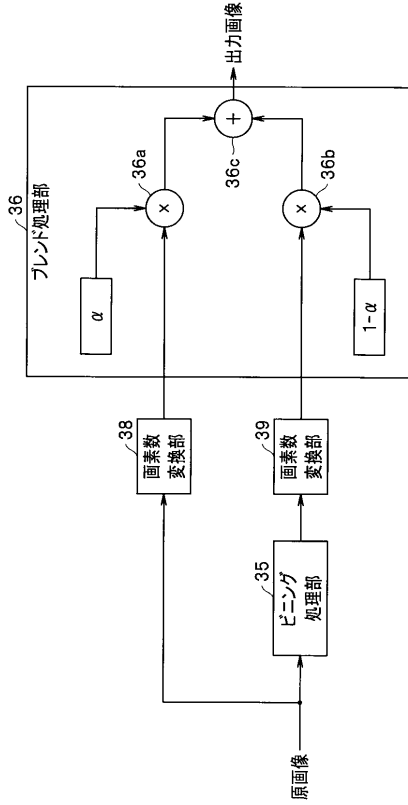 36
ブレンド処理部
α
36a
×
+
出力画像
36c
×
36b
1-α
38
画素数
変換部
39
画素数
変換部
35
ビニング
処理部
原画像